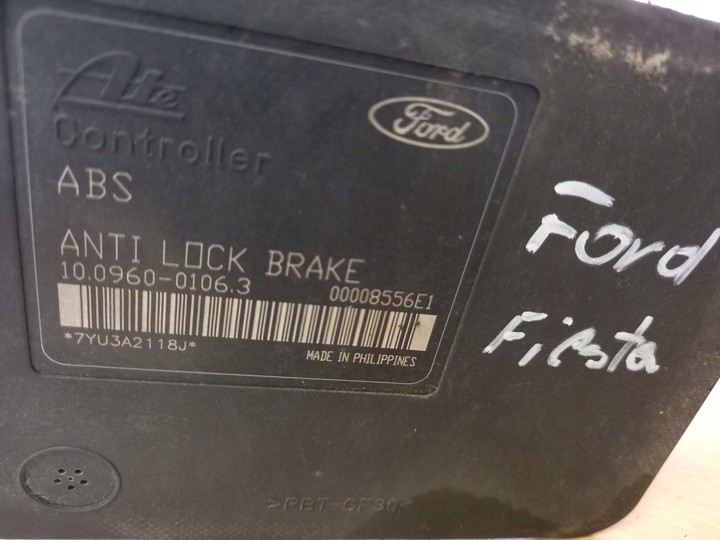 Ate
Controller
Ford
ABS
ANTI LOCK BRAKE
10.0960-0106.3 00008556E1
*7YU3A2118J*
MADE IN PHILIPPINES
>PBT-GF30<
Ford
Fiesta